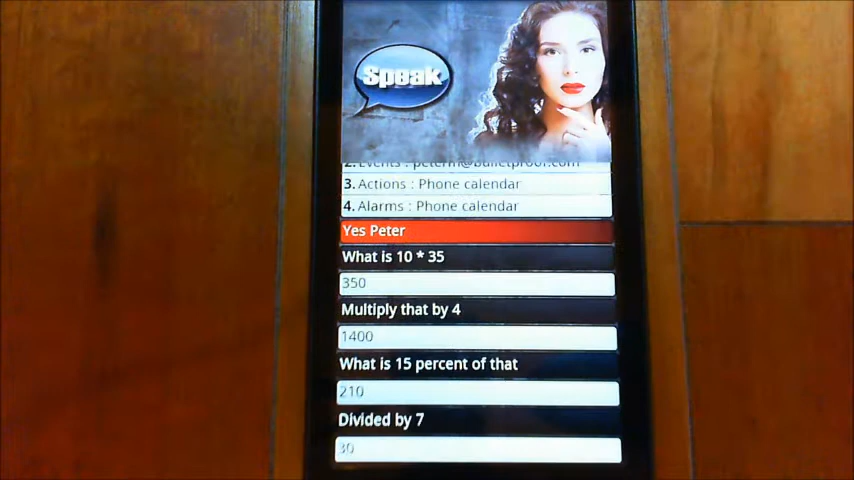 Speak
2. Events : peterm@bulletproof.com
3. Actions : Phone calendar
4. Alarms : Phone calendar
Yes Peter
What is 10 * 35
350
Multiply that by 4
1400
What is 15 percent of that
210
Divided by 7
30